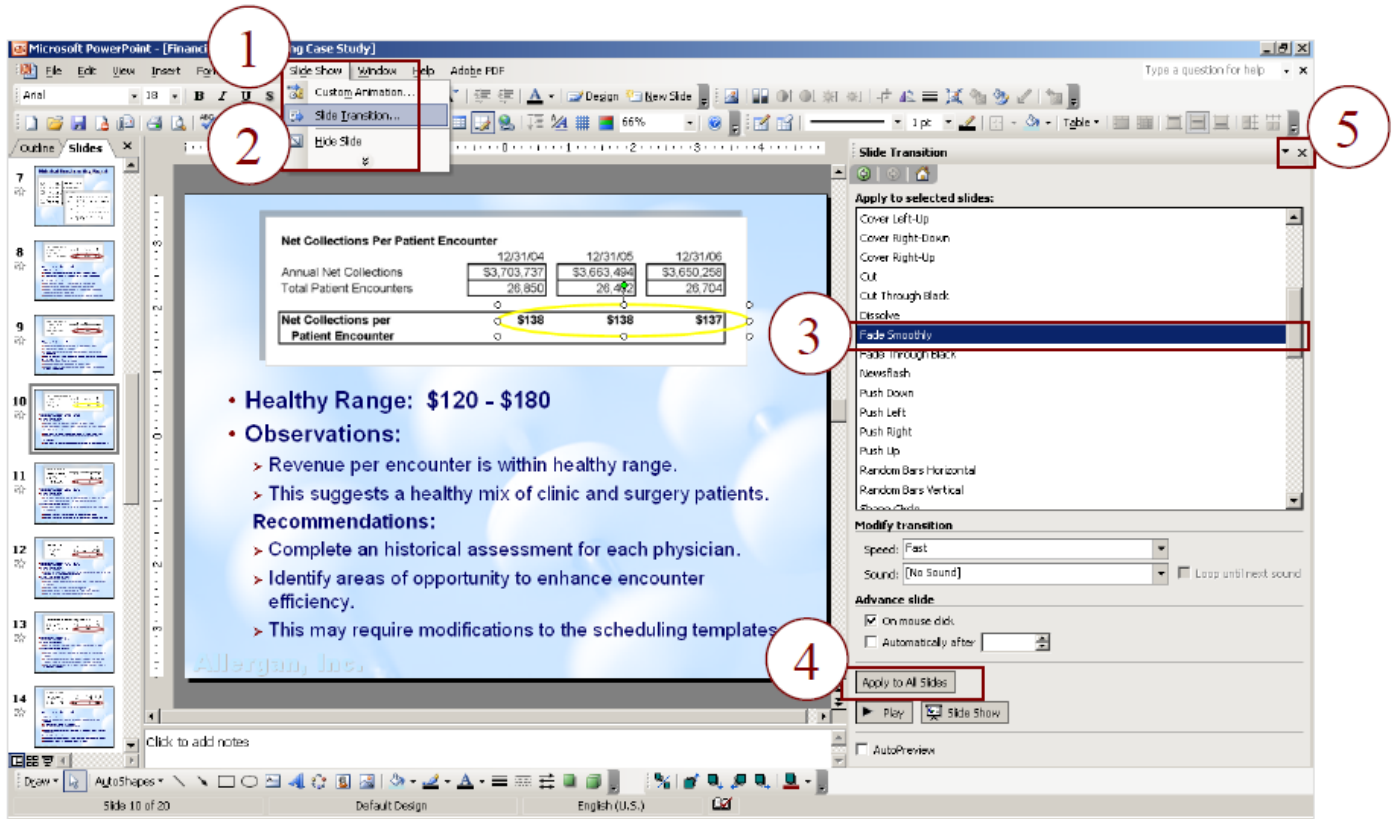 1
Microsoft PowerPoint - [Financi ng Case Study]
File Edit View Insert Fo Slide Show Window Help Adobe PDF Type a question for help
Arial 18 B I U S Design New Slide
Custom Animation...
Slide Transition...
Hide Slide
2
66% 1 pt Table
5
Outline Slides
Slide Transition
7
8
9
10
11
12
13
14
Net Collections Per Patient Encounter
12/31/04 12/31/05 12/31/06
Annual Net Collections $3,703,737 $3,663,494 $3,650,258
Total Patient Encounters 26,850 26,704
Net Collections per $138 $138 $137
Patient Encounter
• Healthy Range: $120 - $180
• Observations:
➢ Revenue per encounter is within healthy range.
➢ This suggests a healthy mix of clinic and surgery patients.
Recommendations:
➢ Complete an historical assessment for each physician.
➢ Identify areas of opportunity to enhance encounter
efficiency.
➢ This may require modifications to the scheduling templates
Allergan, Inc.
Click to add notes
Apply to selected slides:
Cover Left-Up
Cover Right-Down
Cover Right-Up
Cut
Cut Through Black
Dissolve
3
Fade Smoothly
Fade Through Black
Newsflash
Push Down
Push Left
Push Right
Push Up
Random Bars Horizontal
Random Bars Vertical
Modify transition
Speed: Fast
Sound: [No Sound] Loop until next sound
Advance slide
On mouse click
Automatically after
4
Apply to All Slides
Play Slide Show
AutoPreview
Draw AutoShapes
Slide 10 of 20 Default Design English (U.S.)